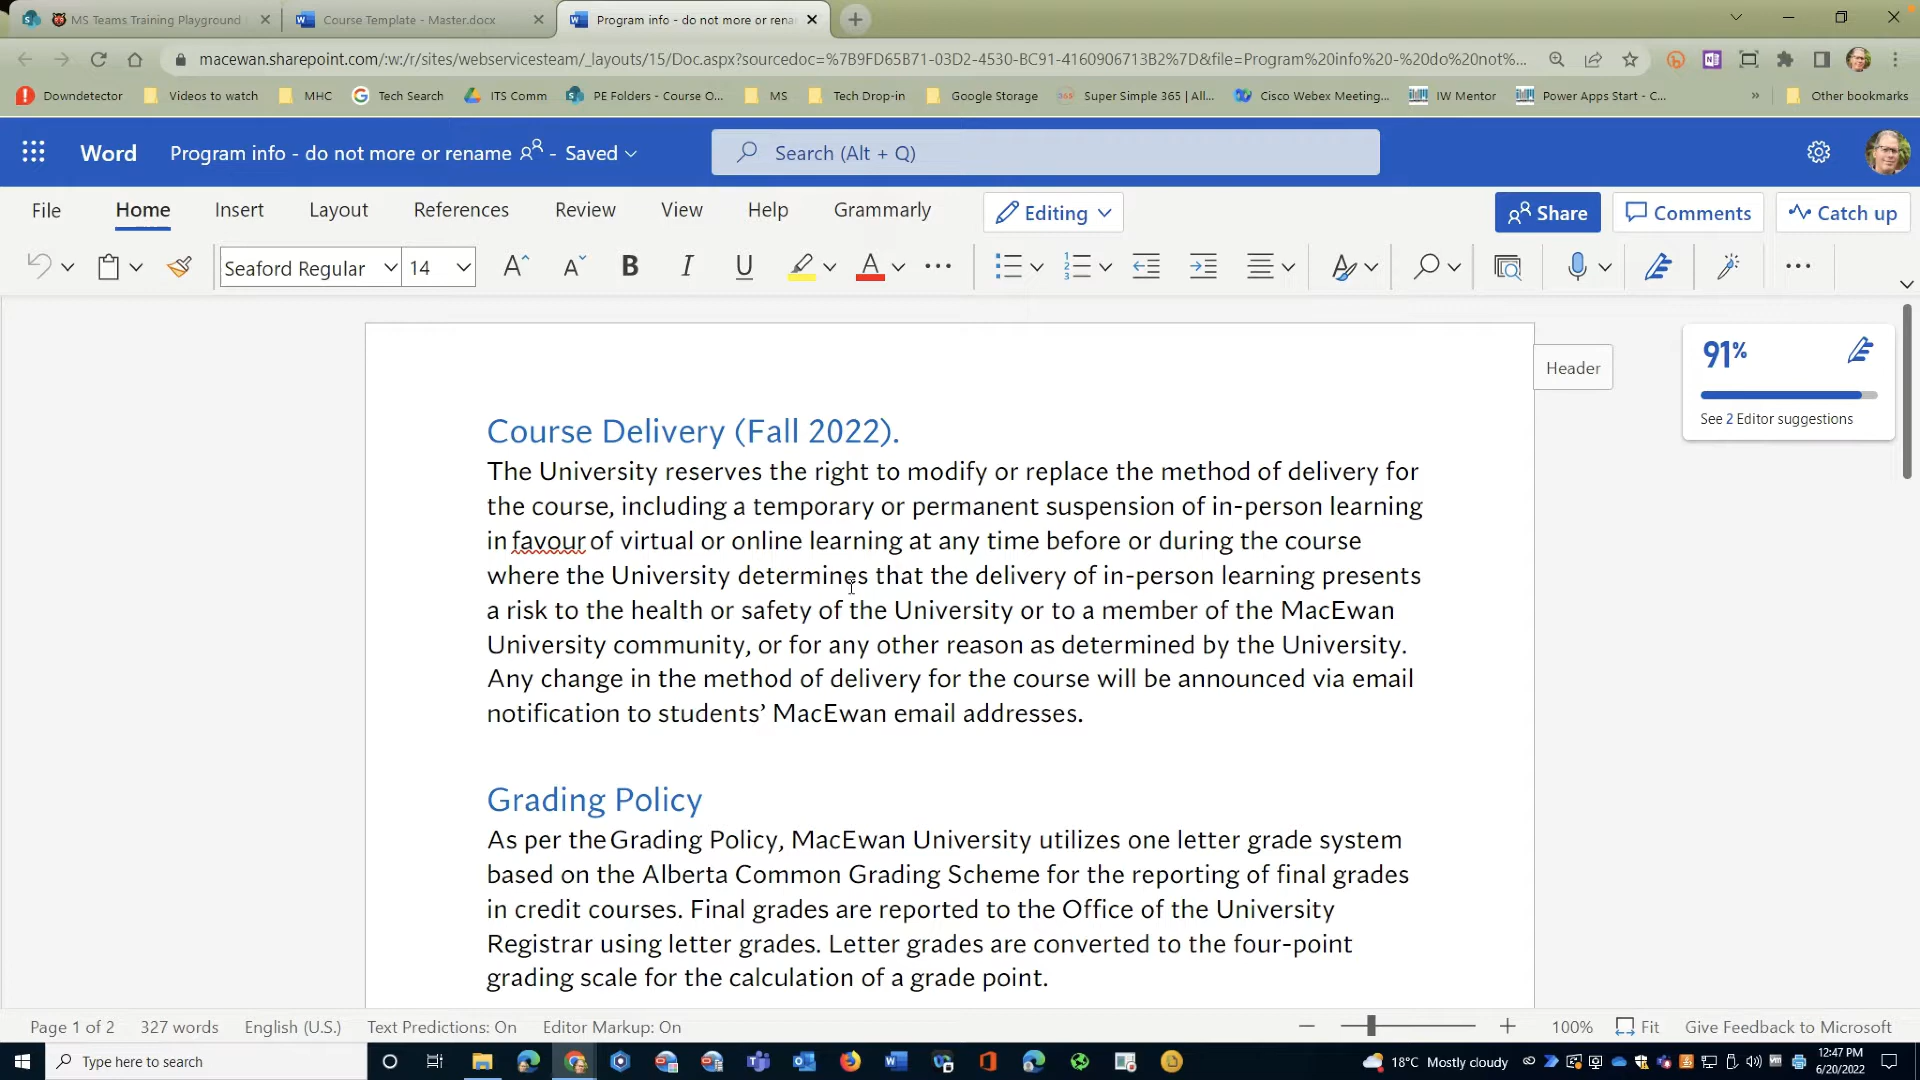 MS Teams Training Playground
Course Template - Master.docx
Program info - do not more or rena
macewan.sharepoint.com/:w:/r/sites/webservicesteam/_layouts/15/Doc.aspx?sourcedoc=%7B9FD65B71-03D2-4530-BC91-4160906713B2%7D&file=Program%20info%20-%20do%20not%...
Downdetector Videos to watch MHC Tech Search ITS Comm PE Folders - Course O... MS Tech Drop-in Google Storage Super Simple 365 | All... Cisco Webex Meeting... IW Mentor Power Apps Start - C... » Other bookmarks
Word Program info - do not more or rename - Saved Search (Alt + Q)
File Home Insert Layout References Review View Help Grammarly Editing Share Comments Catch up
Seaford Regular 14 A A B I U A
Header
91%
See 2 Editor suggestions
Course Delivery (Fall 2022).
The University reserves the right to modify or replace the method of delivery for
the course, including a temporary or permanent suspension of in-person learning
in favour of virtual or online learning at any time before or during the course
where the University determines that the delivery of in-person learning presents
a risk to the health or safety of the University or to a member of the MacEwan
University community, or for any other reason as determined by the University.
Any change in the method of delivery for the course will be announced via email
notification to students’ MacEwan email addresses.
Grading Policy
As per the Grading Policy, MacEwan University utilizes one letter grade system
based on the Alberta Common Grading Scheme for the reporting of final grades
in credit courses. Final grades are reported to the Office of the University
Registrar using letter grades. Letter grades are converted to the four-point
grading scale for the calculation of a grade point.
Page 1 of 2 327 words English (U.S.) Text Predictions: On Editor Markup: On 100% Fit Give Feedback to Microsoft
Type here to search 18°C Mostly cloudy 12:47 PM
6/20/2022